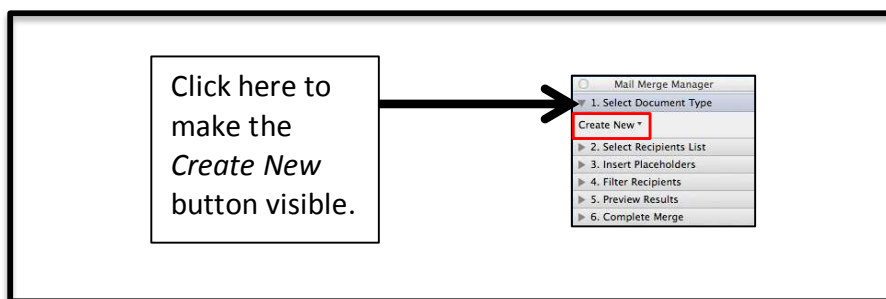 Click here to
make the
Create New
button visible.
Mail Merge Manager
1. Select Document Type
Create New
2. Select Recipients List
3. Insert Placeholders
4. Filter Recipients
5. Preview Results
6. Complete Merge